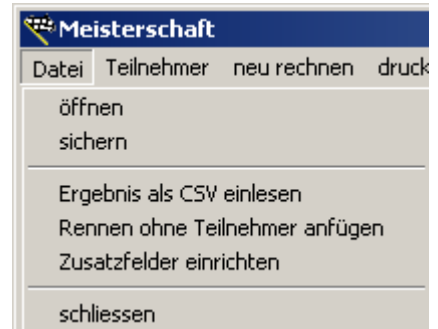 Meisterschaft
Datei Teilnehmer neu rechnen druck
öffnen
sichern
Ergebnis als CSV einlesen
Rennen ohne Teilnehmer anfügen
Zusatzfelder einrichten
schliessen